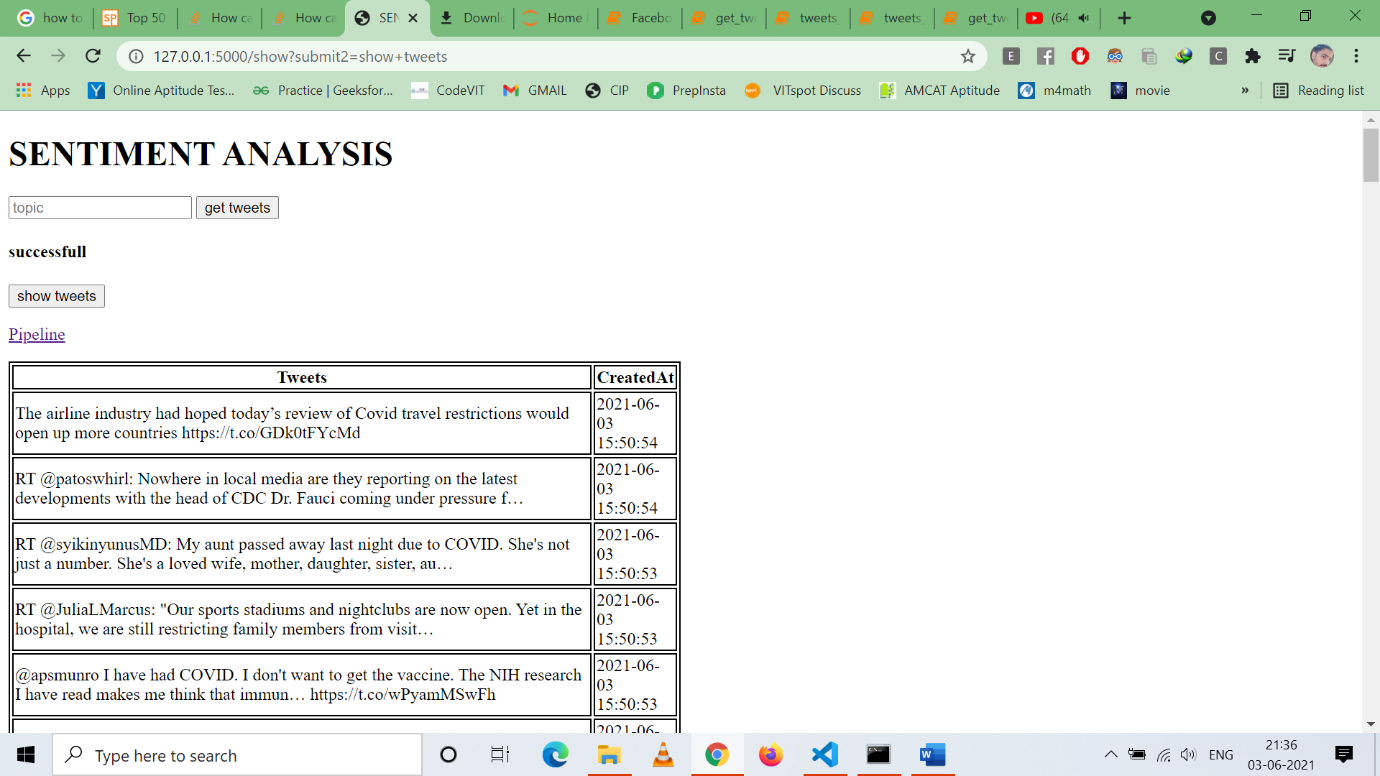 how to
Top 50
How ca
How ca
SEN
Downlo
Home
Facebo
get_tw
tweets_
tweets_
get_tw
(64
127.0.0.1:5000/show?submit2=show+tweets
Apps
Online Aptitude Tes...
Practice | Geeksfor...
CodeVIT
GMAIL
CIP
PrepInsta
VITspot Discuss
AMCAT Aptitude
m4math
movie
»
Reading list
SENTIMENT ANALYSIS
topic
get tweets
successfull
show tweets
Pipeline
Tweets CreatedAt
The airline industry had hoped today’s review of Covid travel restrictions would
open up more countries https://t.co/GDk0tFYcMd
2021-06-
03
15:50:54
RT @patoswhirl: Nowhere in local media are they reporting on the latest
developments with the head of CDC Dr. Fauci coming under pressure f…
2021-06-
03
15:50:54
RT @syikinyunusMD: My aunt passed away last night due to COVID. She's not
just a number. She's a loved wife, mother, daughter, sister, au…
2021-06-
03
15:50:53
RT @JuliaLMarcus: "Our sports stadiums and nightclubs are now open. Yet in the
hospital, we are still restricting family members from visit…
2021-06-
03
15:50:53
@apsmunro I have had COVID. I don't want to get the vaccine. The NIH research
I have read makes me think that immun… https://t.co/wPyamMSwFh
2021-06-
03
15:50:53
2021-06-
Type here to search
ENG
21:36
03-06-2021